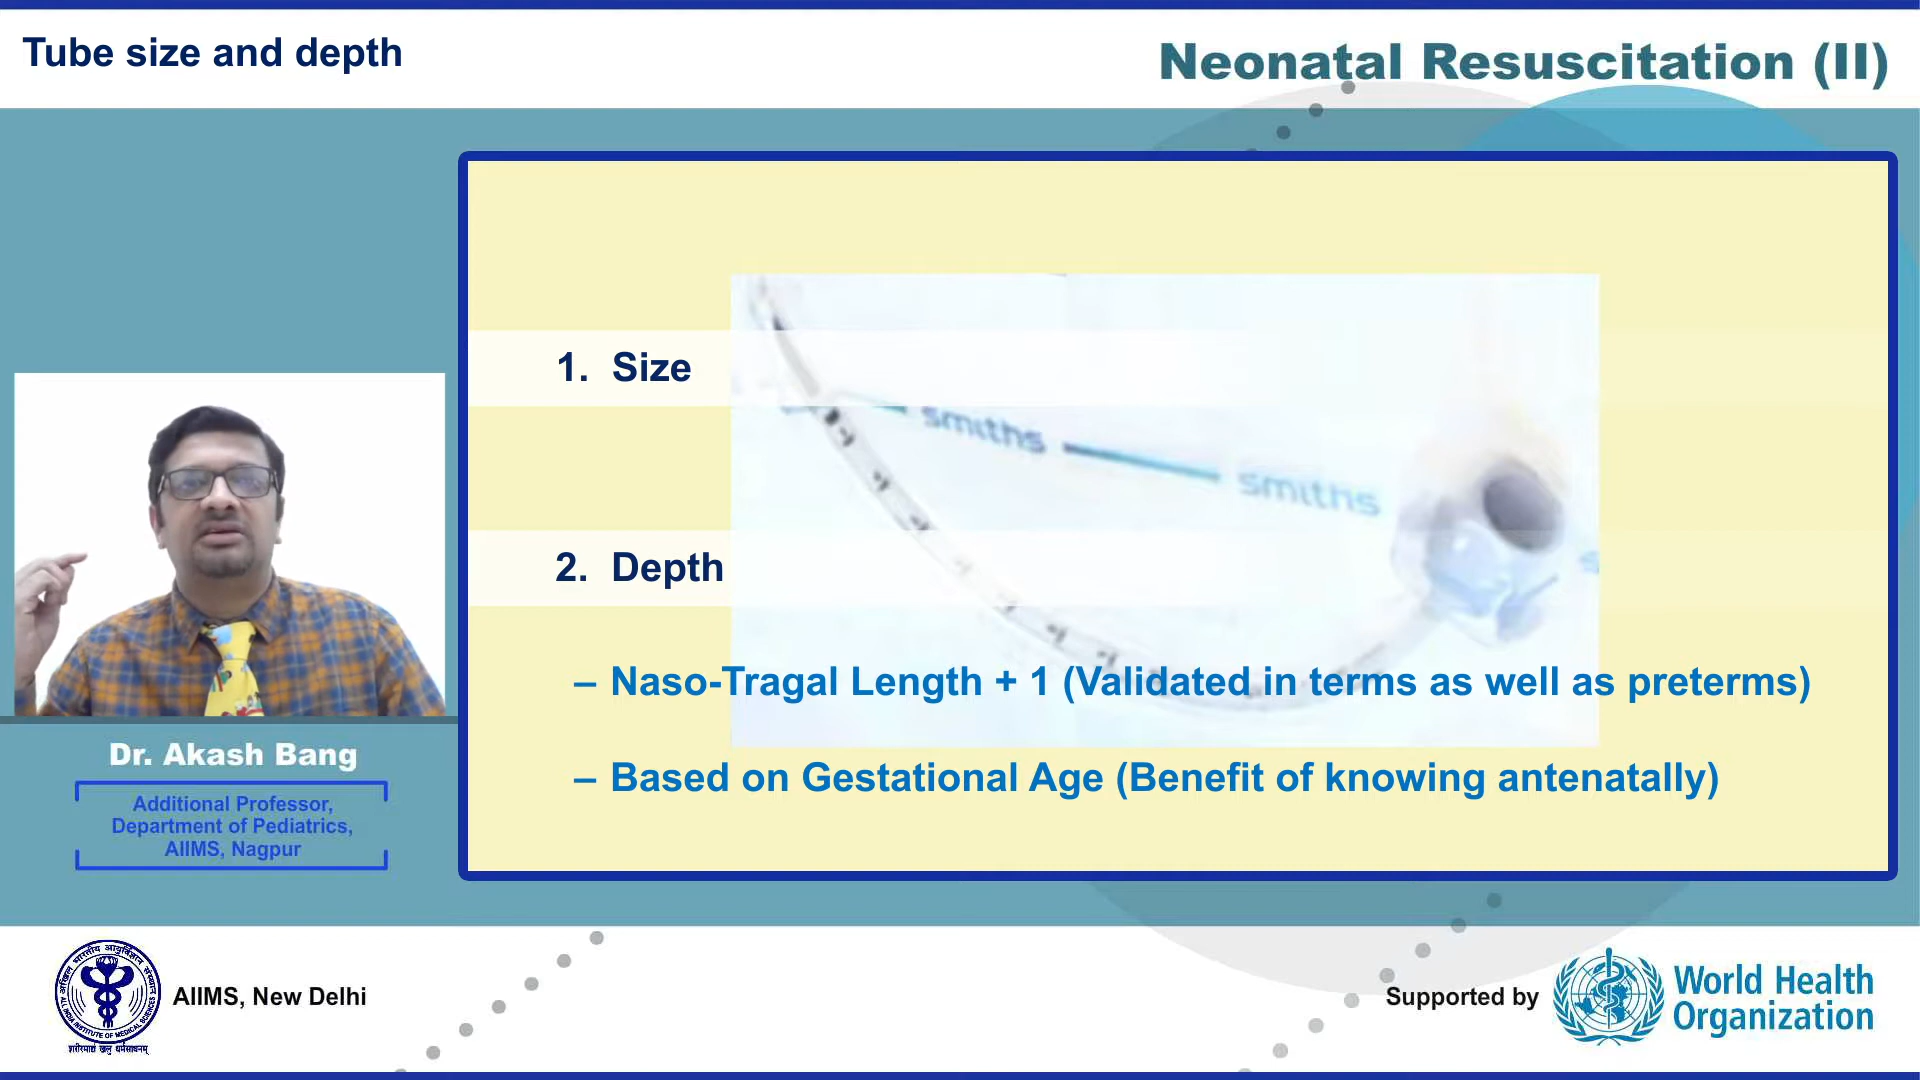 Tube size and depth
Neonatal Resuscitation (II)
1. Size
smiths
smiths
2. Depth
– Naso-Tragal Length + 1 (Validated in terms as well as preterms)
– Based on Gestational Age (Benefit of knowing antenatally)
Dr. Akash Bang
Additional Professor,
Department of Pediatrics,
AIIMS, Nagpur
AIIMS, New Delhi
Supported by
World Health
Organization